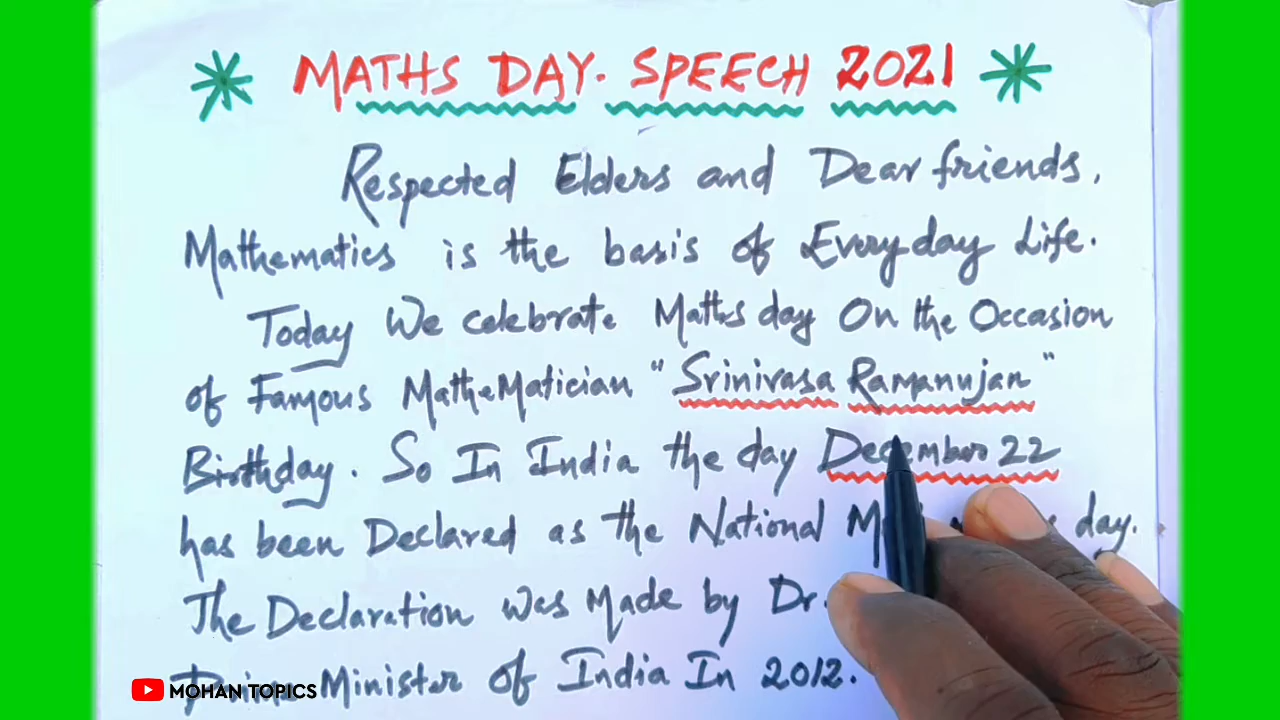 MATHS DAY. SPEECH 2021
Respected Elders and Dear friends,
Mathematics is the basis of Everyday Life.
Today We celebrate Maths day On the Occasion
of Famous MatheMatician "Srinivasa Ramanujan"
Birthday. So In India the day December 22
has been Declared as the National day.
The Declaration was Made by Dr.
Prime Minister of India In 2012.
MOHAN TOPICS